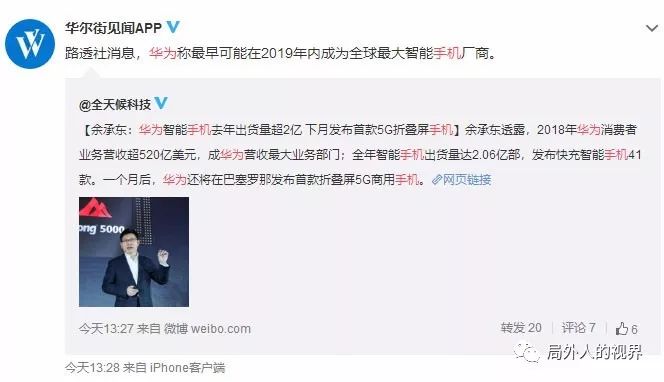 华尔街见闻APP
路透社消息，华为称最早可能在2019年内成为全球最大智能手机厂商。
@全天候科技
【余承东：华为智能手机去年出货量超2亿 下月发布首款5G折叠屏手机】余承东透露，2018年华为消费者
业务营收超520亿美元，成华为营收最大业务部门；全年智能手机出货量达2.06亿部，发布快充智能手机41
款。一个月后，华为还将在巴塞罗那发布首款折叠屏5G商用手机。网页链接
ong 5000
今天13:27 来自 微博 weibo.com
转发 20 评论 7 6
今天13:28 来自 iPhone客户端
局外人的视界